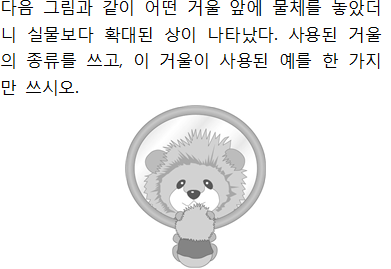 다음 그림과 같이 어떤 거울 앞에 물체를 놓았더
니 실물보다 확대된 상이 나타났다. 사용된 거울
의 종류를 쓰고, 이 거울이 사용된 예를 한 가지
만 쓰시오.